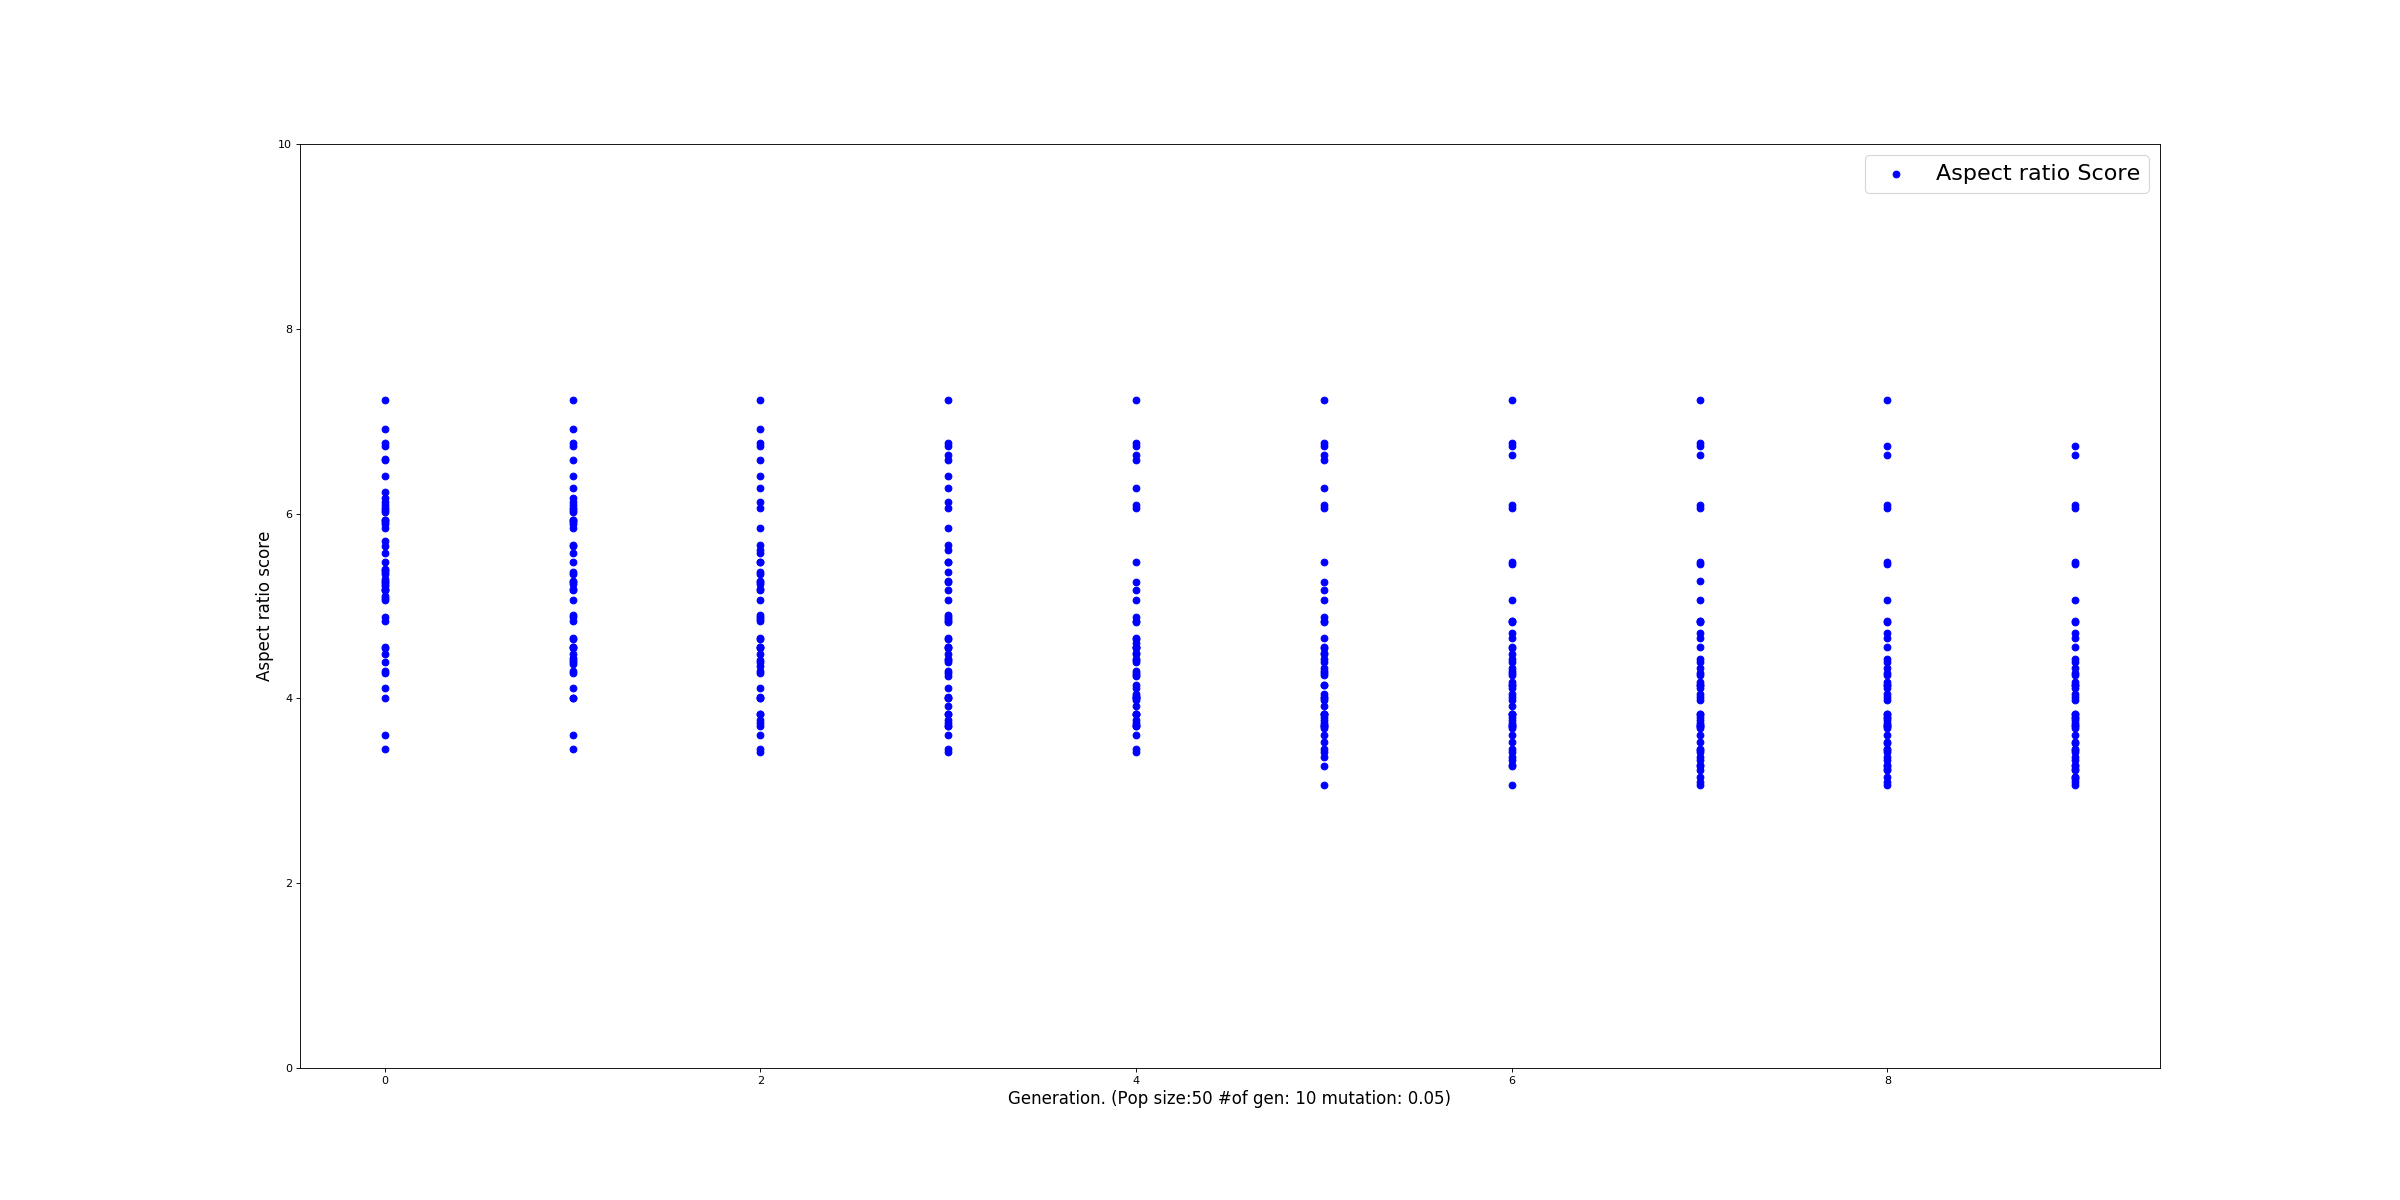 10
Aspect ratio Score
8
6
4
2
0
Aspect ratio score
0 2 4 6 8
Generation. (Pop size:50 #of gen: 10 mutation: 0.05)